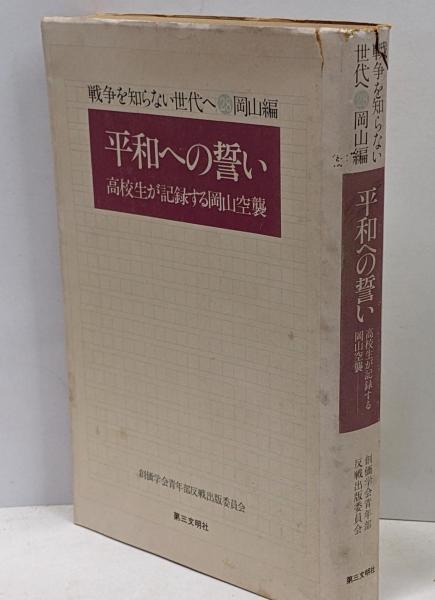 戦争を知らない世代へ㉘岡山編
平和への誓い
高校生が記録する岡山空襲
創価学会青年部反戦出版委員会
第三文明社
戦争を知らない
世代へ㉘岡山編
平和への誓い
高校生が記録する
岡山空襲
創価学会青年部
反戦出版委員会
第三文明社